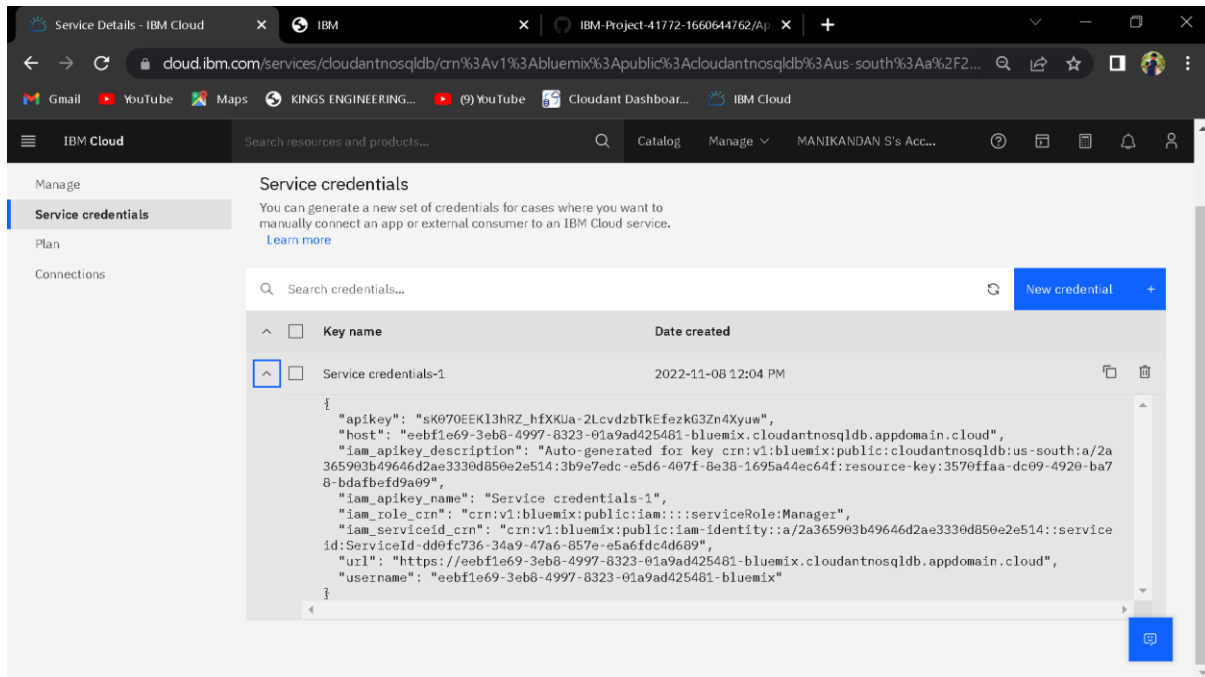 Service Details - IBM Cloud
IBM
IBM-Project-41772-1660644762/Ap
cloud.ibm.com/services/cloudantnosqldb/crn%3Av1%3Abluemix%3Apublic%3Acloudantnosqldb%3Aus-south%3Aa%2F2...
Gmail YouTube Maps KINGS ENGINEERING... (9) YouTube Cloudant Dashboar... IBM Cloud
IBM Cloud Search resources and products... Catalog Manage MANIKANDAN S's Acc...
Manage
Service credentials
Plan
Connections
Service credentials
You can generate a new set of credentials for cases where you want to
manually connect an app or external consumer to an IBM Cloud service.
Learn more
Search credentials... New credential +
Key name Date created
Service credentials-1 2022-11-08 12:04 PM
{
"apikey": "sK07OEEKl3hRZ_hfXKUa-2LcvdzbTkEfezkG3Zn4Xyuw",
"host": "eebf1e69-3eb8-4997-8323-01a9ad425481-bluemix.cloudantnosqldb.appdomain.cloud",
"iam_apikey_description": "Auto-generated for key crn:v1:bluemix:public:cloudantnosqldb:us-south:a/2a
365903b49646d2ae3330d850e2e514:3b9e7edc-e5d6-407f-8e38-1695a44ec64f:resource-key:3570ffaa-dc09-4920-ba7
8-bdafbefd9a09",
"iam_apikey_name": "Service credentials-1",
"iam_role_crn": "crn:v1:bluemix:public:iam::::serviceRole:Manager",
"iam_serviceid_crn": "crn:v1:bluemix:public:iam-identity::a/2a365903b49646d2ae3330d850e2e514::service
id:ServiceId-dd0fc736-34a9-47a6-857e-e5a6fdc4d689",
"url": "https://eebf1e69-3eb8-4997-8323-01a9ad425481-bluemix.cloudantnosqldb.appdomain.cloud",
"username": "eebf1e69-3eb8-4997-8323-01a9ad425481-bluemix"
}